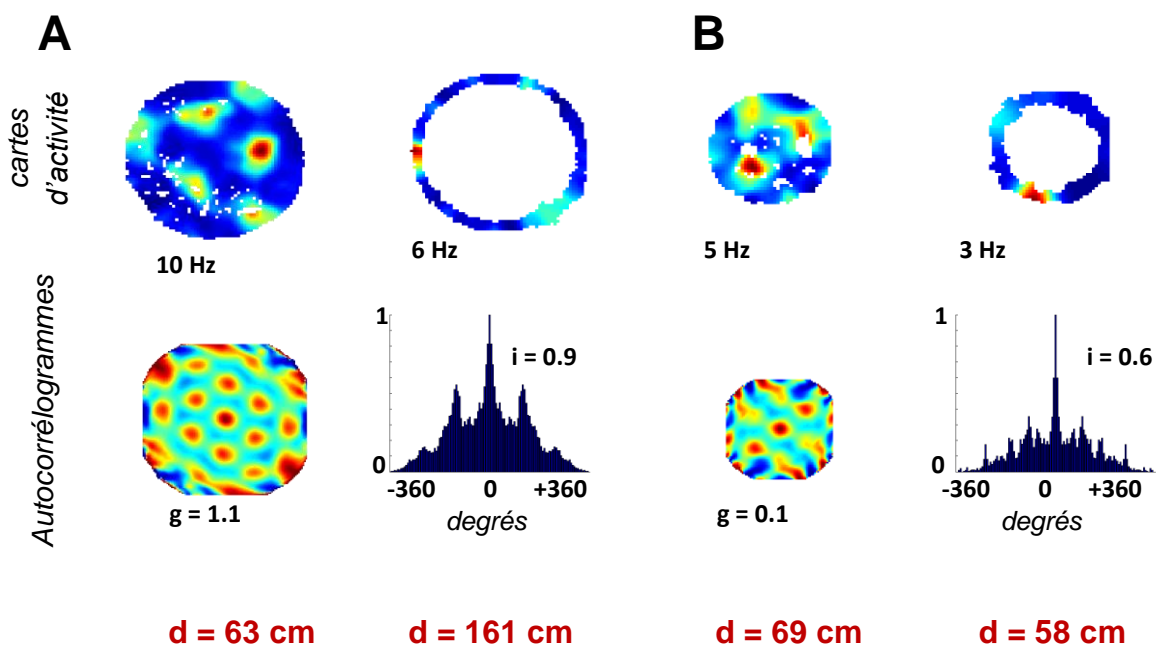 A
B
cartes
d'activité
10 Hz
6 Hz
5 Hz
3 Hz
Autocorrélogrammes
g = 1.1
1
0
i = 0.9
-360 0 +360
degrés
g = 0.1
1
0
i = 0.6
-360 0 +360
degrés
d = 63 cm
d = 161 cm
d = 69 cm
d = 58 cm